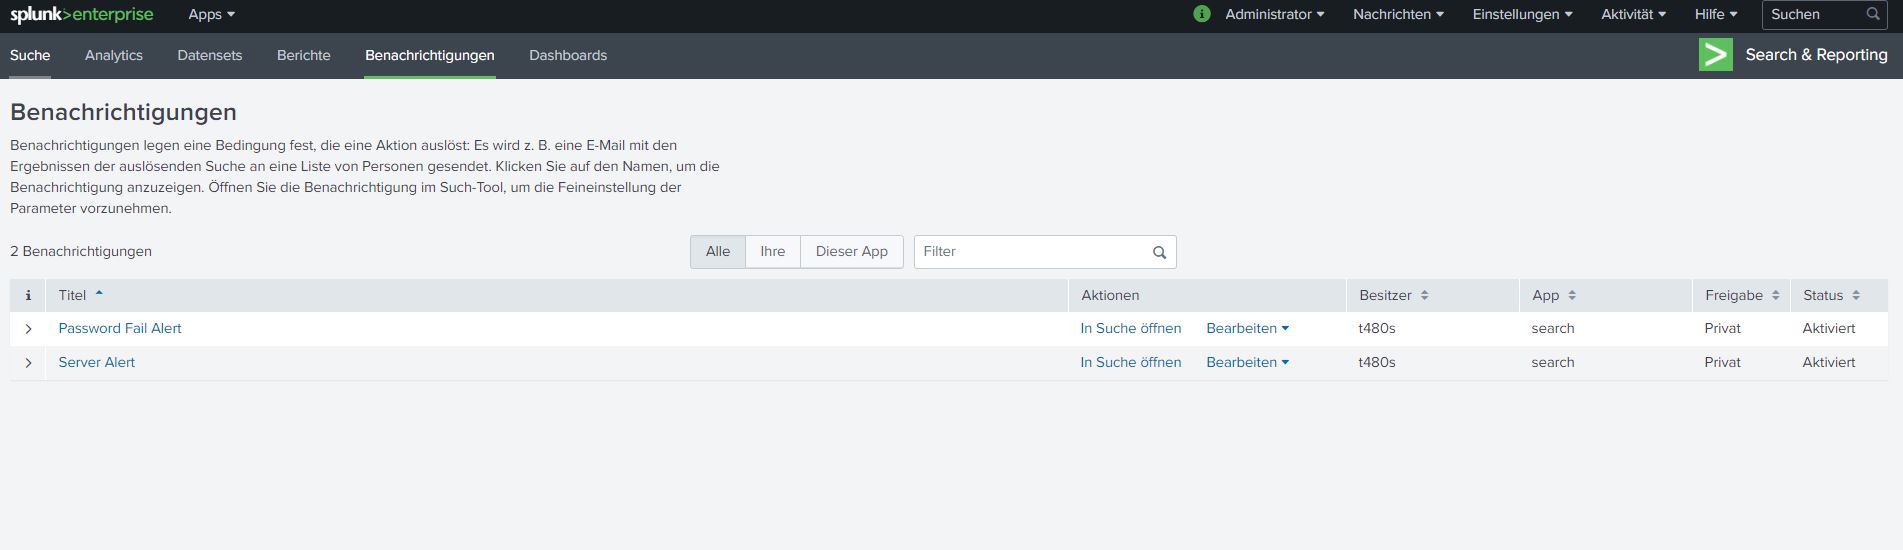 splunk>enterprise Apps Administrator Nachrichten Einstellungen Aktivität Hilfe Suchen
Suche Analytics Datensets Berichte Benachrichtigungen Dashboards Search & Reporting
Benachrichtigungen
Benachrichtigungen legen eine Bedingung fest, die eine Aktion auslöst: Es wird z. B. eine E-Mail mit den
Ergebnissen der auslösenden Suche an eine Liste von Personen gesendet. Klicken Sie auf den Namen, um die
Benachrichtigung anzuzeigen. Öffnen Sie die Benachrichtigung im Such-Tool, um die Feineinstellung der
Parameter vorzunehmen.
2 Benachrichtigungen Alle Ihre Dieser App Filter
i Titel Aktionen Besitzer App Freigabe Status
> Password Fail Alert In Suche öffnen Bearbeiten t480s search Privat Aktiviert
> Server Alert In Suche öffnen Bearbeiten t480s search Privat Aktiviert